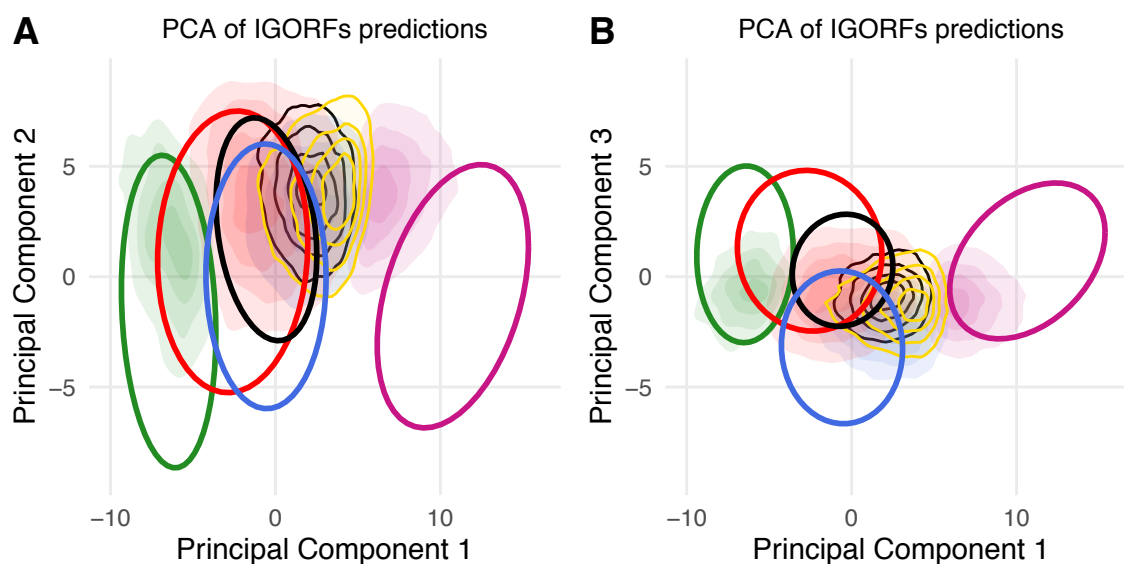 A
PCA of IGORFs predictions
Principal Component 2
5
0
−5
−10
0
10
Principal Component 1
B
PCA of IGORFs predictions
Principal Component 3
5
0
−5
−10
0
10
Principal Component 1